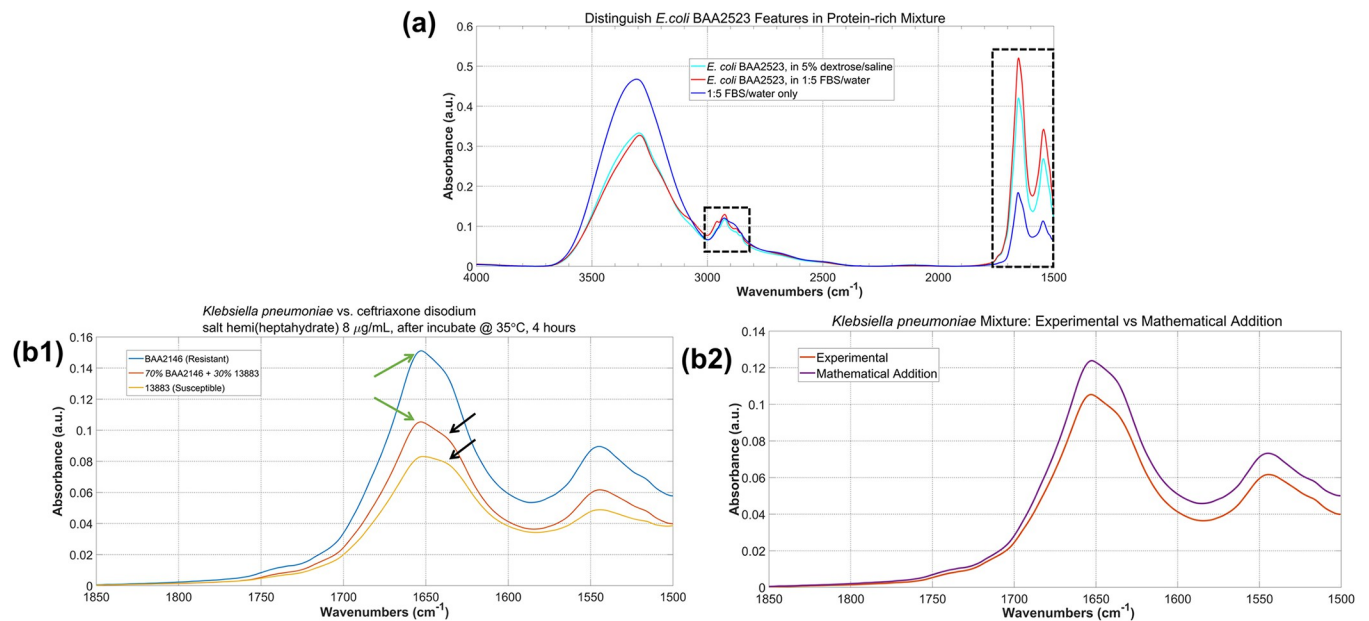 (a)
Distinguish E.coli BAA2523 Features in Protein-rich Mixture
0.6
0.5
0.4
0.3
0.2
0.1
0
Absorbance (a.u.)
E. coli BAA2523, in 5% dextrose/saline
E. coli BAA2523, in 1:5 FBS/water
1:5 FBS/water only
4000 3500 3000 2500 2000 1500
Wavenumbers (cm-1)
(b1)
Klebsiella pneumoniae vs. ceftriaxone disodium
salt hemi(heptahydrate) 8 μg/mL, after incubate @ 35°C, 4 hours
0.16
0.14
0.12
0.1
0.08
0.06
0.04
0.02
0
Absorbance (a.u.)
BAA2146 (Resistant)
70% BAA2146 + 30% 13883
13883 (Susceptible)
1850 1800 1750 1700 1650 1600 1550 1500
Wavenumbers (cm-1)
(b2)
Klebsiella pneumoniae Mixture: Experimental vs Mathematical Addition
0.14
0.12
0.1
0.08
0.06
0.04
0.02
0
Absorbance (a.u.)
Experimental
Mathematical Addition
1850 1800 1750 1700 1650 1600 1550 1500
Wavenumbers (cm-1)